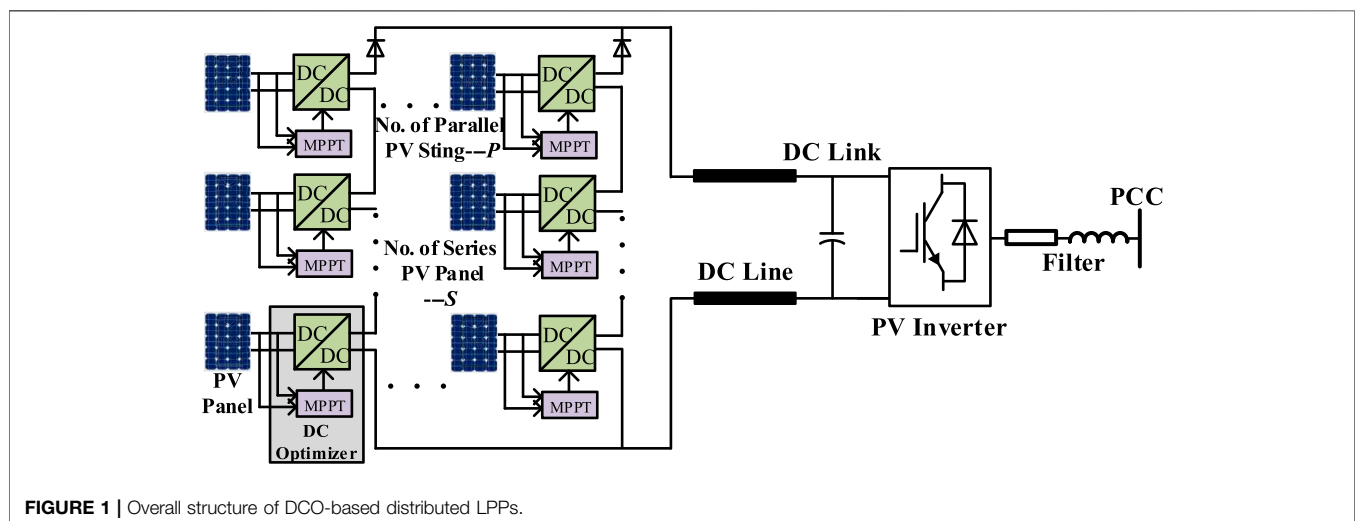 DC
DC
MPPT
DC
DC
MPPT
No. of Parallel
PV Sting---P
DC
DC
MPPT
DC
DC
MPPT
No. of Series
PV Panel
---S
DC
DC
MPPT
DC
DC
MPPT
PV
Panel
DC
Optimizer
DC Link
DC Line
PV Inverter
Filter
PCC
FIGURE 1 | Overall structure of DCO-based distributed LPPs.